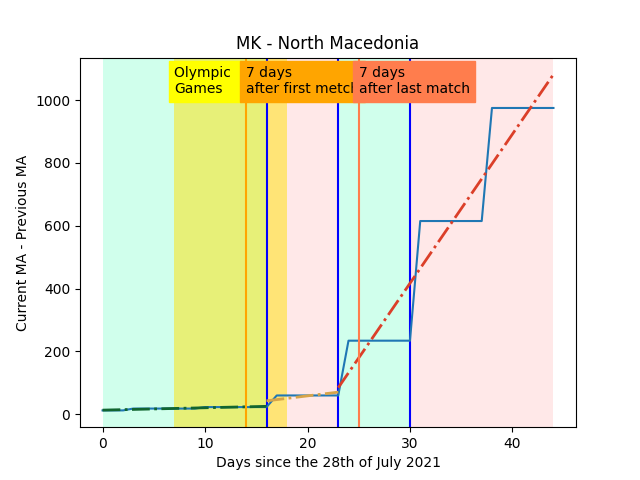 MK - North Macedonia
Olympic
Games
7 days
after first metch
7 days
after last match
Current MA - Previous MA
1000
800
600
400
200
0
0 10 20 30 40
Days since the 28th of July 2021